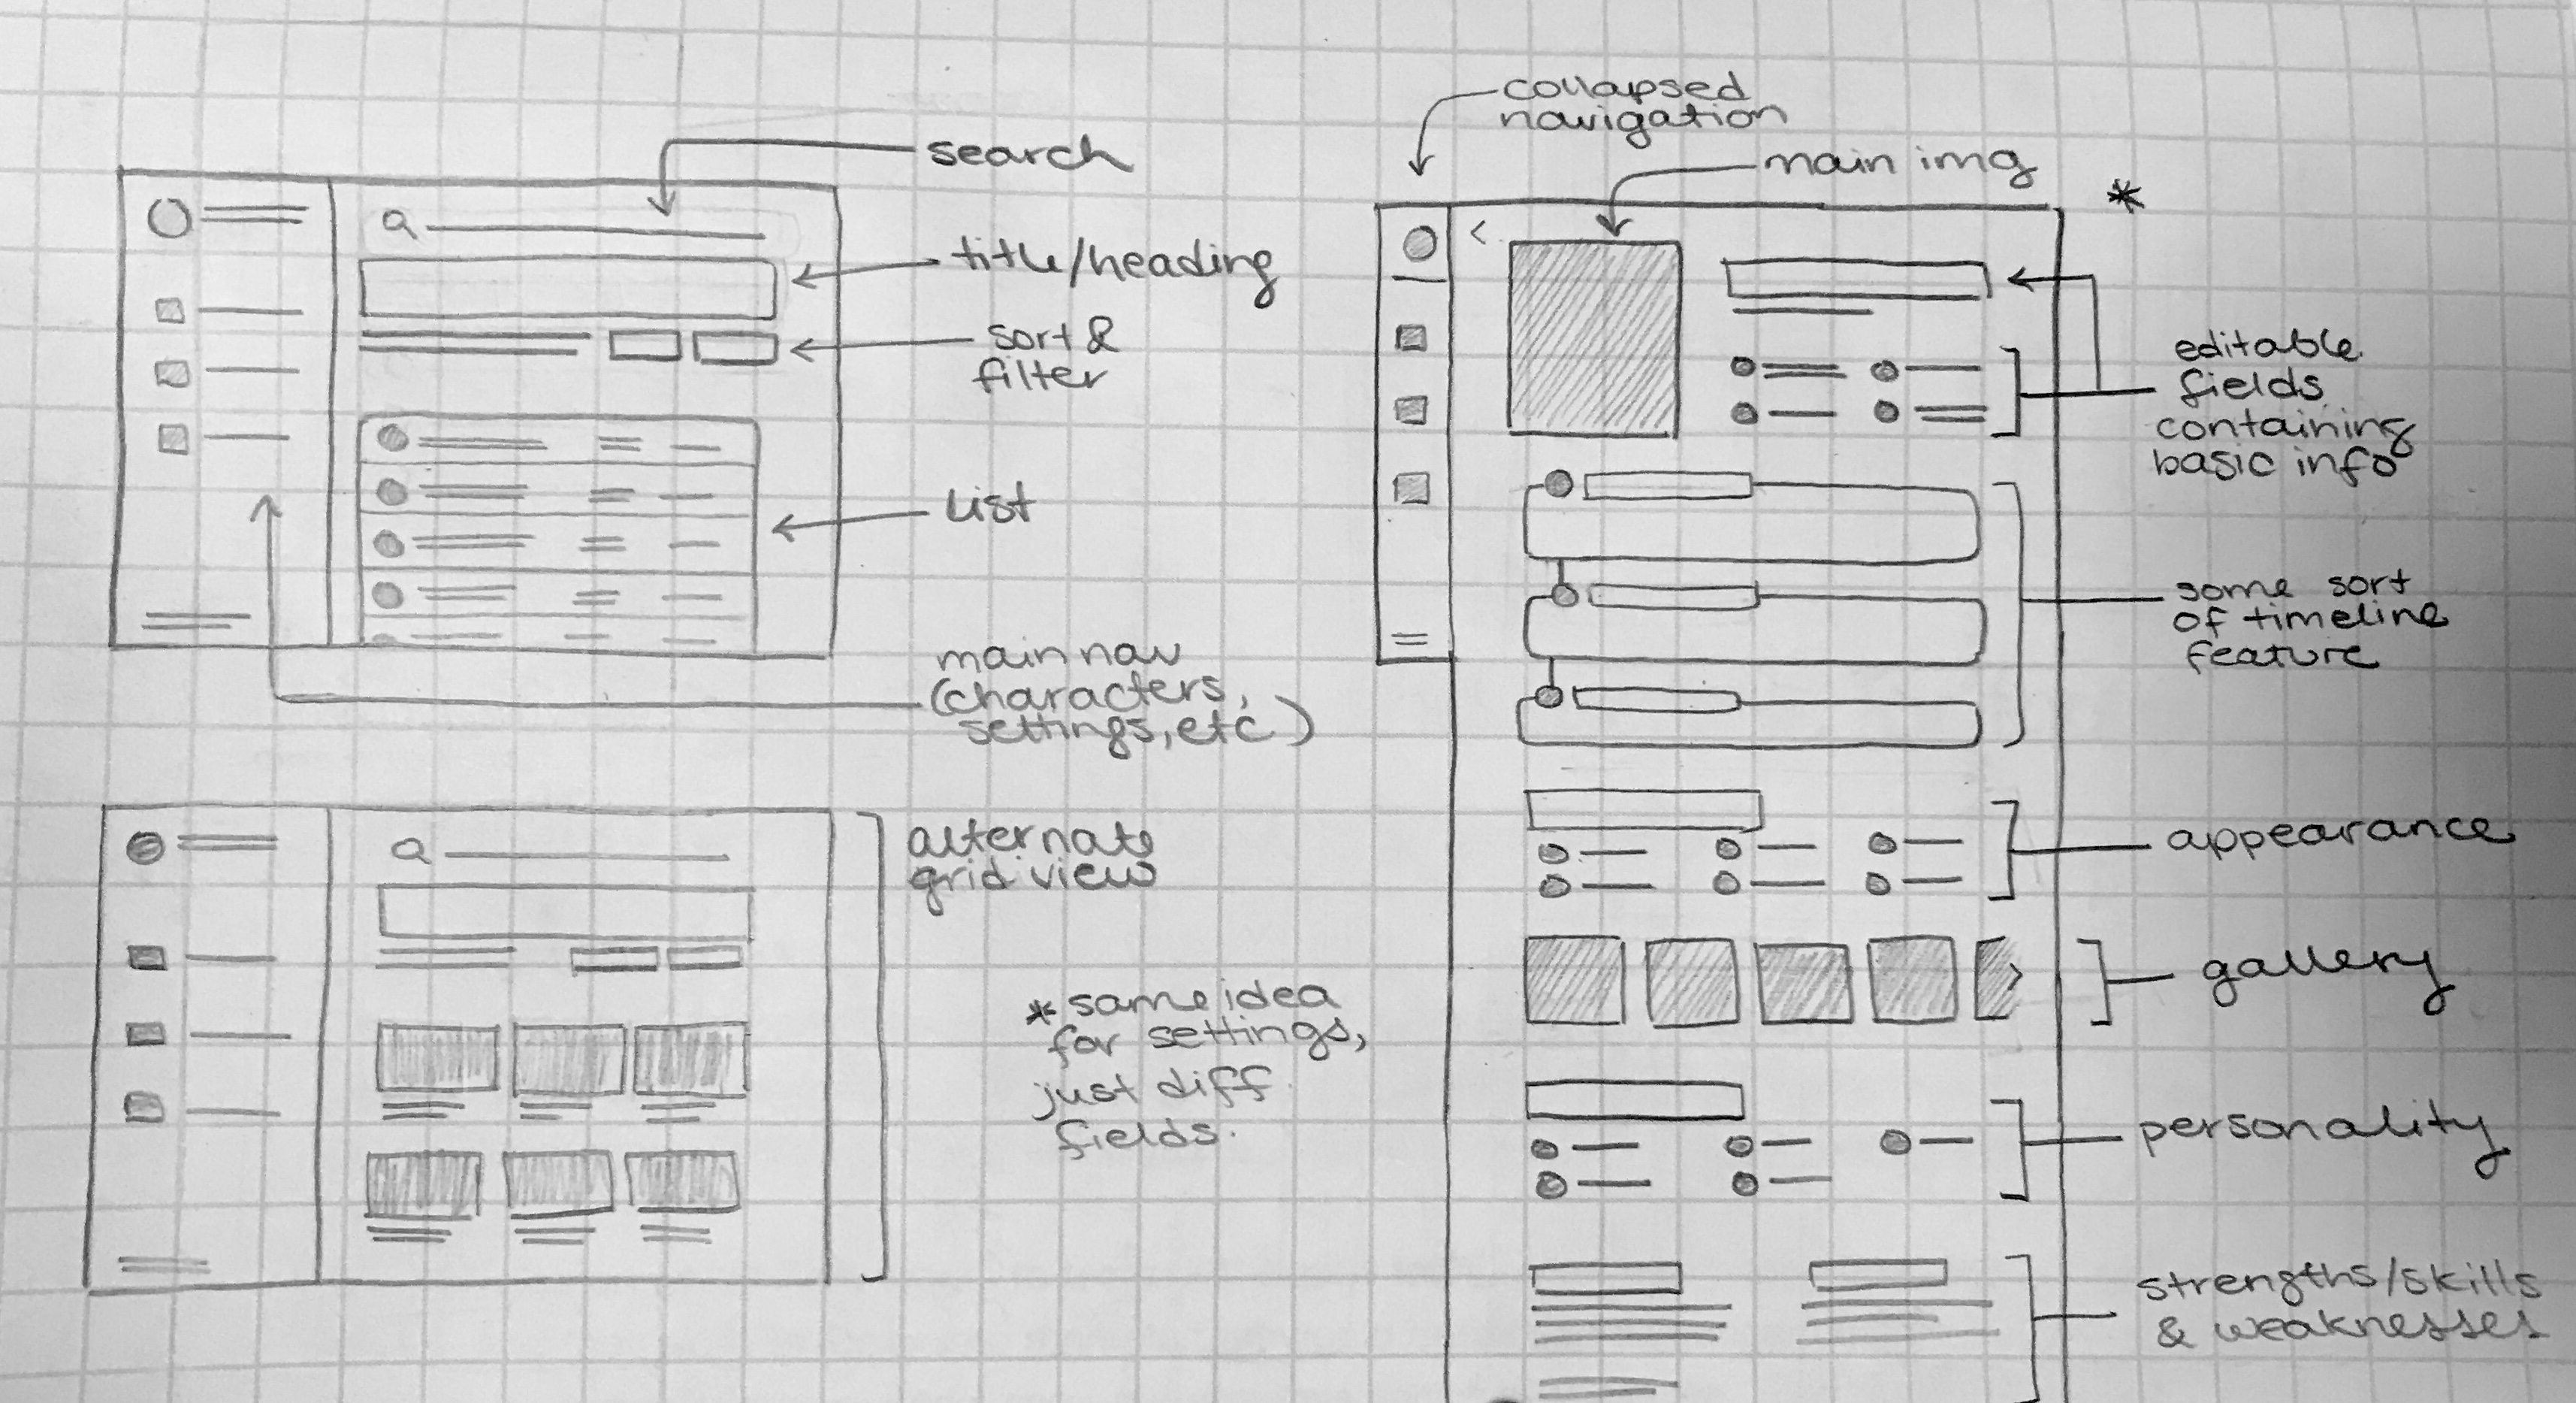 search
title/heading
sort &
filter
list
main nav
(characters,
settings, etc)
alternate
grid view
* same idea
for settings,
just diff
fields.
collapsed
navigation
main img
*
editable
fields
containing
basic info
some sort
of timeline
feature
appearance
gallery
personality
strengths/skills
& weaknesses